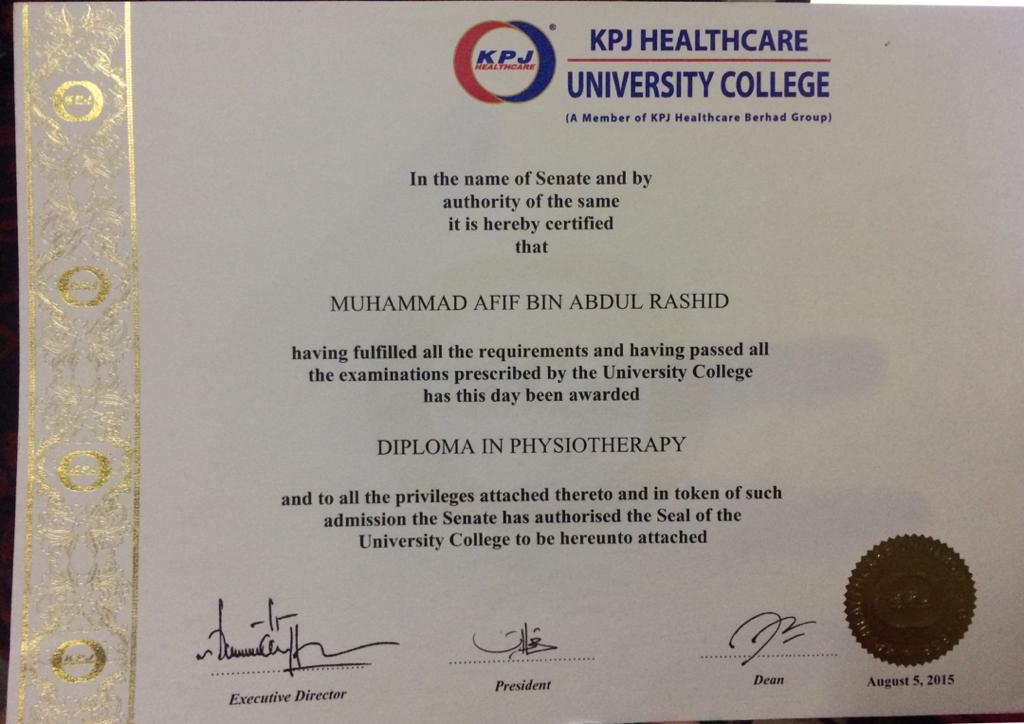 KPJ
HEALTHCARE
®
KPJ HEALTHCARE
UNIVERSITY COLLEGE
(A Member of KPJ Healthcare Berhad Group)
In the name of Senate and by
authority of the same
it is hereby certified
that
MUHAMMAD AFIF BIN ABDUL RASHID
having fulfilled all the requirements and having passed all
the examinations prescribed by the University College
has this day been awarded
DIPLOMA IN PHYSIOTHERAPY
and to all the privileges attached thereto and in token of such
admission the Senate has authorised the Seal of the
University College to be hereunto attached
Executive Director
President
Dean
August 5, 2015